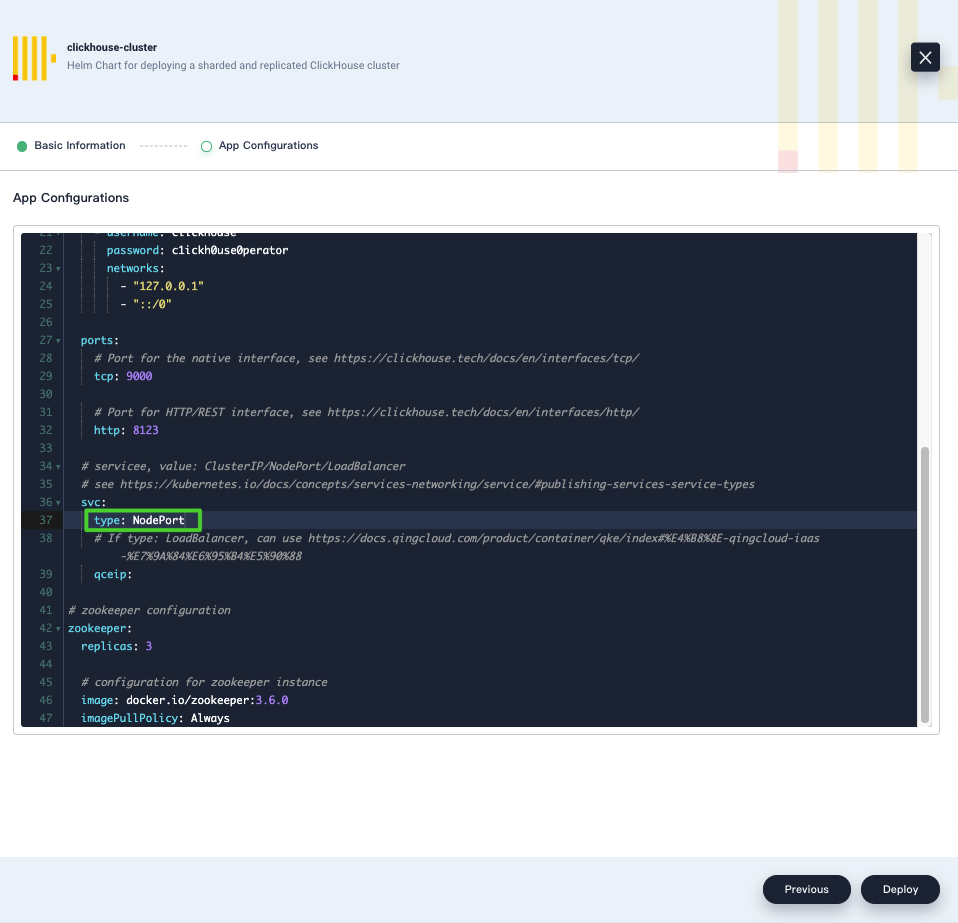 clickhouse-cluster
Helm Chart for deploying a sharded and replicated ClickHouse cluster
Basic Information
App Configurations
App Configurations
21 - username: clickhouse
22 password: c1ickh0use0perator
23 networks:
24 - "127.0.0.1"
25 - "::/0"
26
27 ports:
28 # Port for the native interface, see https://clickhouse.tech/docs/en/interfaces/tcp/
29 tcp: 9000
30
31 # Port for HTTP/REST interface, see https://clickhouse.tech/docs/en/interfaces/http/
32 http: 8123
33
34 # servicee, value: ClusterIP/NodePort/LoadBalancer
35 # see https://kubernetes.io/docs/concepts/services-networking/service/#publishing-services-service-types
36 svc:
37 type: NodePort
38 # If type: LoadBalancer, can use https://docs.qingcloud.com/product/container/qke/index#%E4%B8%8E-qingcloud-iaas
-%E7%9A%84%E6%95%B4%E5%90%88
39 qceip:
40
41 # zookeeper configuration
42 zookeeper:
43 replicas: 3
44
45 # configuration for zookeeper instance
46 image: docker.io/zookeeper:3.6.0
47 imagePullPolicy: Always
Previous
Deploy